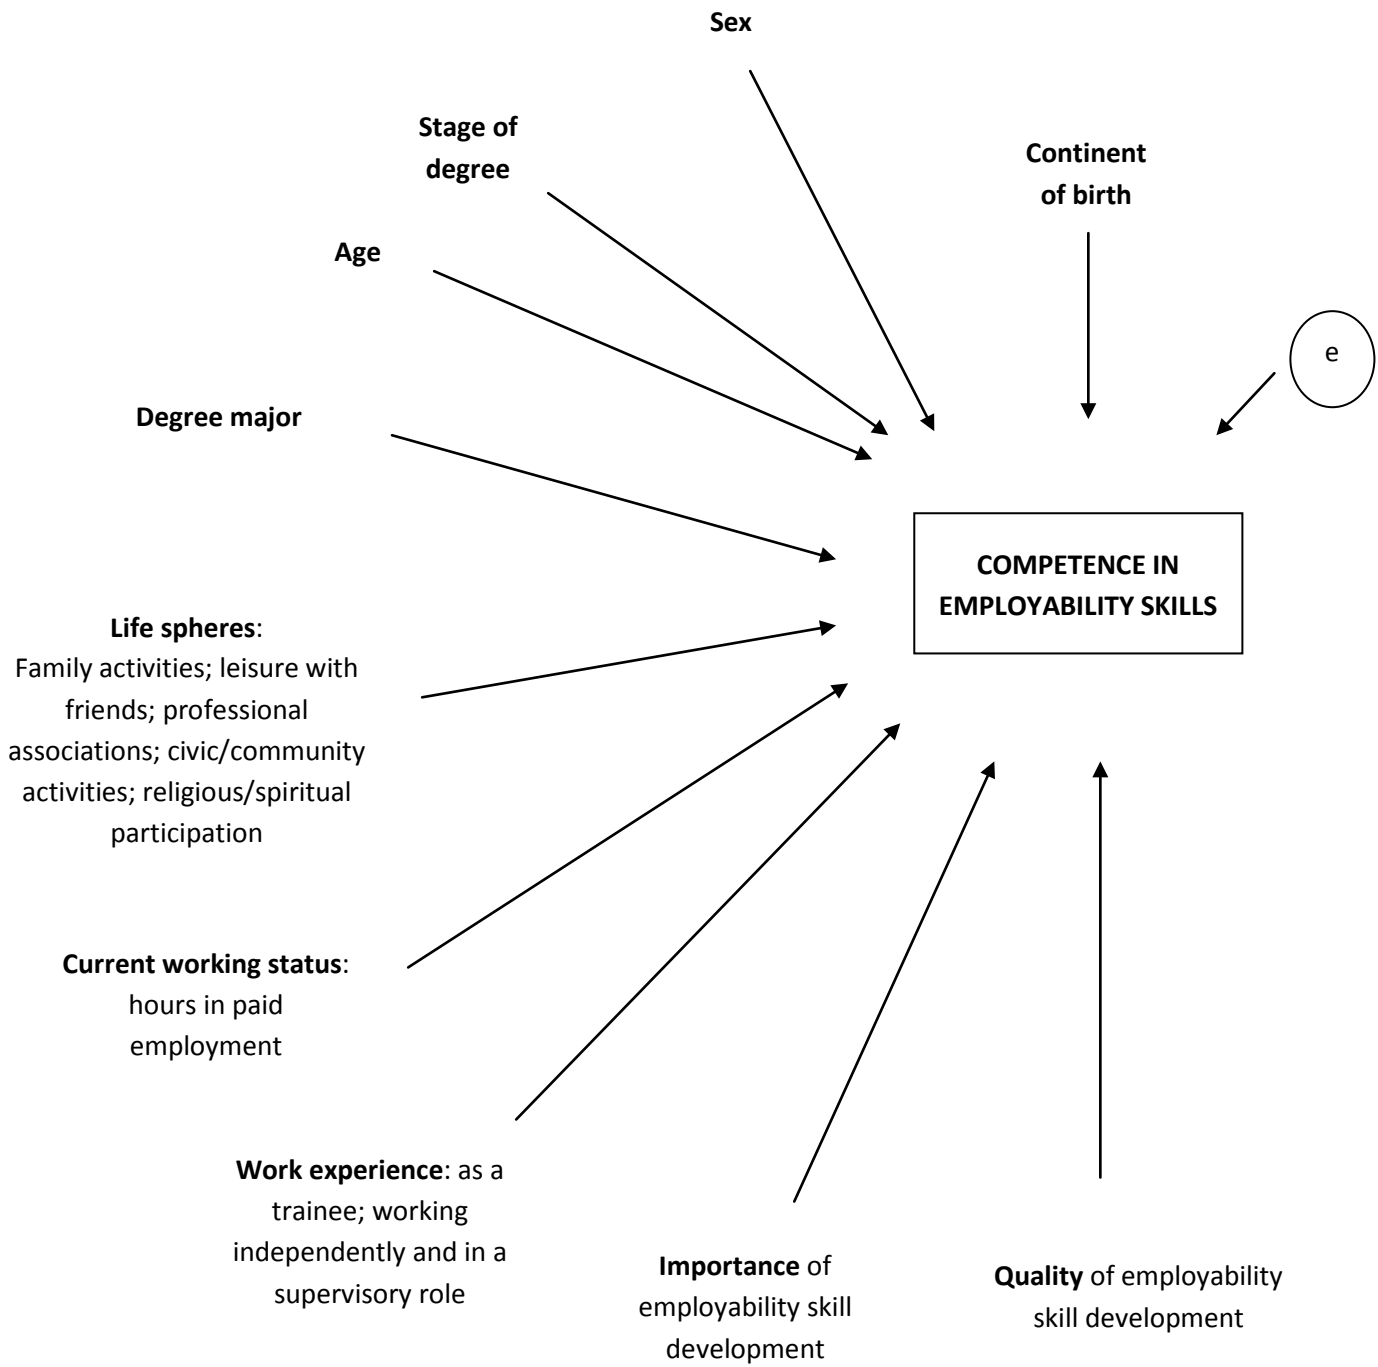 Sex
Stage of
degree
Continent
of birth
Age
e
Degree major
COMPETENCE IN
EMPLOYABILITY SKILLS
Life spheres:
Family activities; leisure with
friends; professional
associations; civic/community
activities; religious/spiritual
participation
Current working status:
hours in paid
employment
Work experience: as a
trainee; working
independently and in a
supervisory role
Importance of
employability skill
development
Quality of employability
skill development